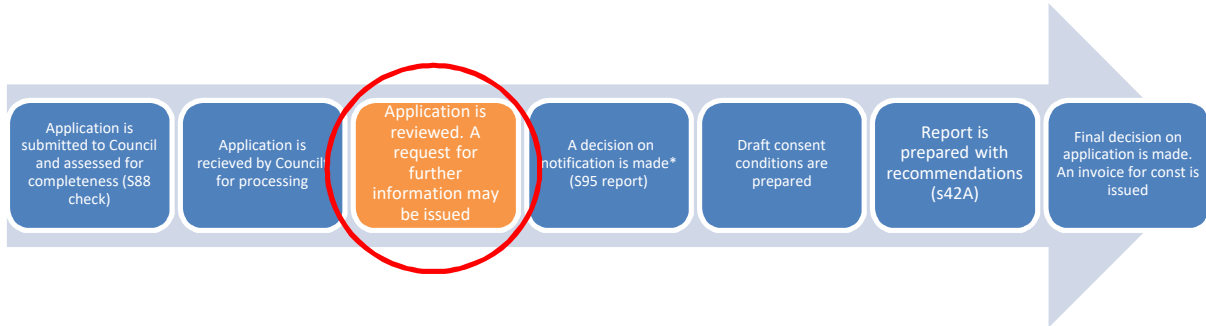 Application is
submitted to Council
and assessed for
completeness (S88
check)
Application is
recieved by Council
for processing
Application is
reviewed. A
request for
further
information may
be issued
A decision on
notification is made*
(S95 report)
Draft consent
conditions are
prepared
Report is
prepared with
recommendations
(s42A)
Final decision on
application is made.
An invoice for const is
issued